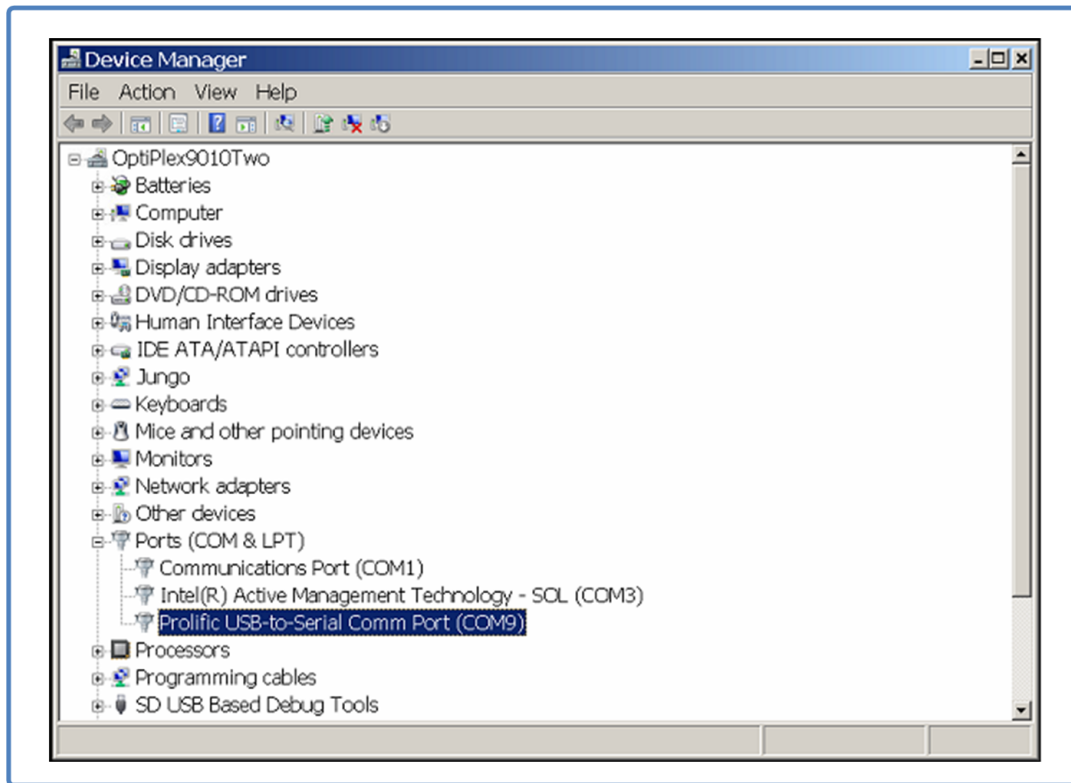 Device Manager
File Action View Help
OptiPlex9010Two
Batteries
Computer
Disk drives
Display adapters
DVD/CD-ROM drives
Human Interface Devices
IDE ATA/ATAPI controllers
Jungo
Keyboards
Mice and other pointing devices
Monitors
Network adapters
Other devices
Ports (COM & LPT)
Communications Port (COM1)
Intel(R) Active Management Technology - SOL (COM3)
Prolific USB-to-Serial Comm Port (COM9)
Processors
Programming cables
SD USB Based Debug Tools